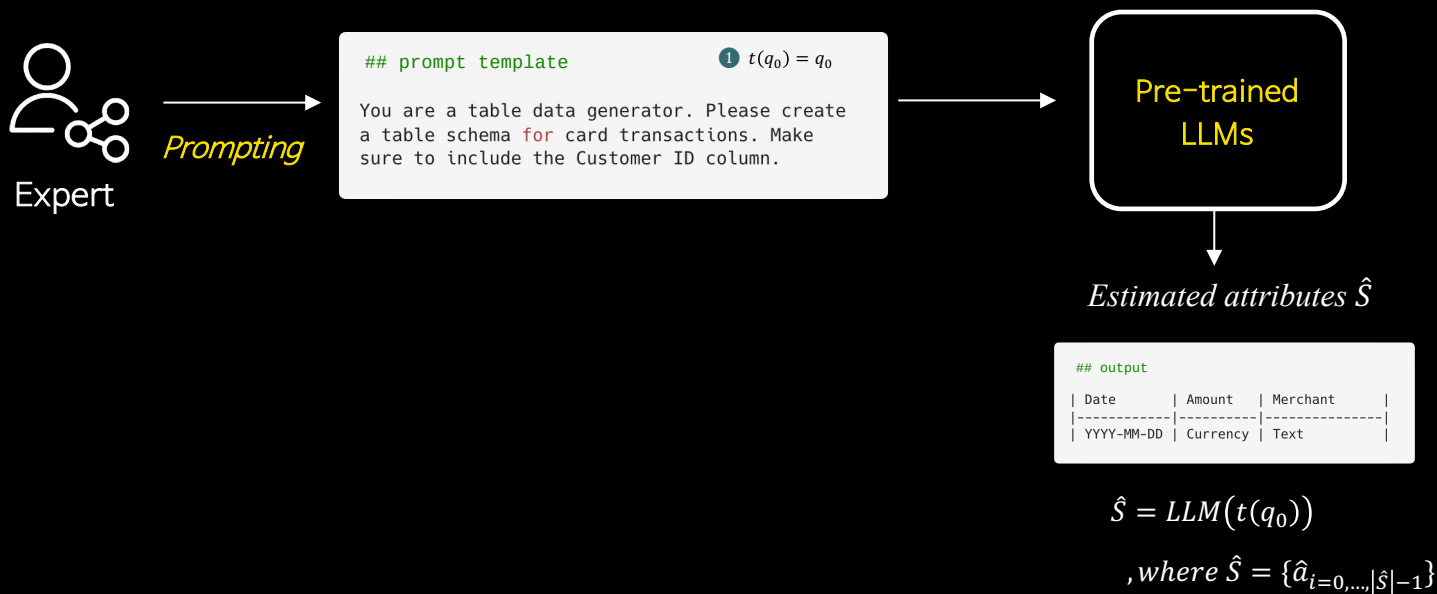 Expert
Prompting
## prompt template
❶ t(q₀) = q₀
You are a table data generator. Please create
a table schema for card transactions. Make
sure to include the Customer ID column.
Pre-trained
LLMs
Estimated attributes Ŝ
## output
| Date | Amount | Merchant |
|------------|----------|---------------|
| YYYY-MM-DD | Currency | Text |
Ŝ = LLM(t(q₀))
, where Ŝ = {â_{i=0,...,|Ŝ|−1}}